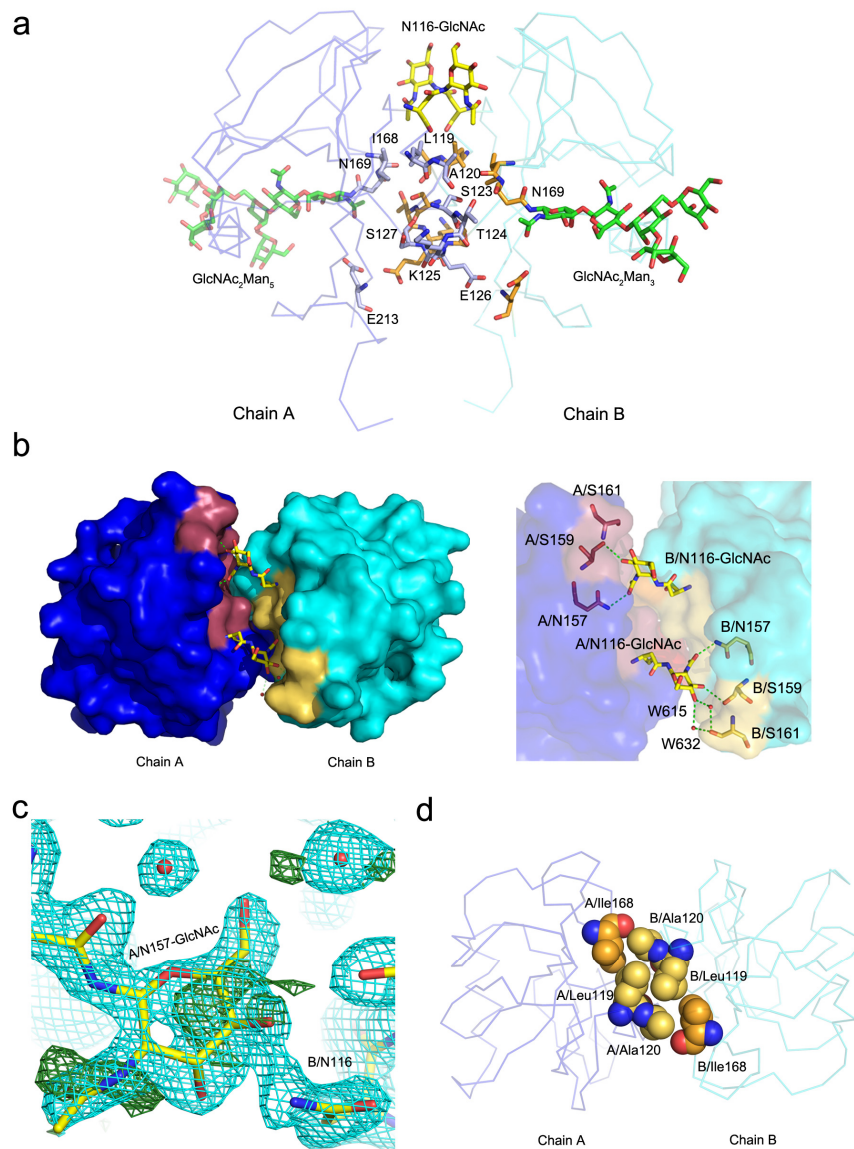 a
N116-GlcNAc
I168
L119
N169
A120
S123
N169
S127
T124
GlcNAc₂Man₅
K125
E126
GlcNAc₂Man₃
E213
Chain A
Chain B
b
A/S161
A/S159
B/N116-GlcNAc
A/N157
A/N116-GlcNAc
B/N157
B/S159
W615
B/S161
W632
Chain A
Chain B
c
A/N157-GlcNAc
B/N116
d
A/Ile168
B/Ala120
B/Leu119
A/Leu119
A/Ala120
B/Ile168
Chain A
Chain B